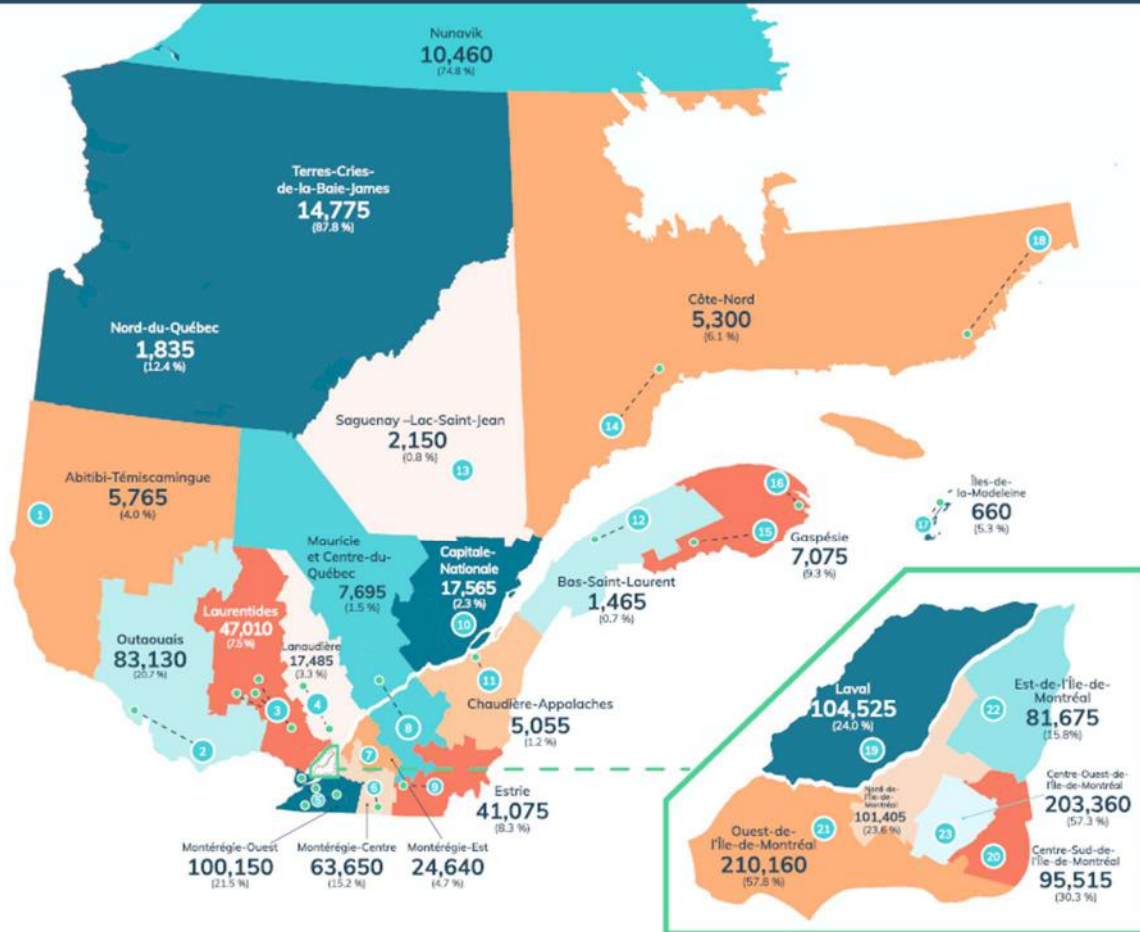 Nunavik
10,460
(74.8 %)
Terres-Cries-
de-la-Baie-James
14,775
(87.8 %)
18
Côte-Nord
5,300
(6.1 %)
Nord-du-Québec
1,835
(12.4 %)
14
Saguenay –Lac-Saint-Jean
2,150
(0.8 %)
13
Abitibi-Témiscamingue
5,765
(4.0 %)
1
16
Îles-de-
la-Madeleine
660
(5.3 %)
17
12
15
Gaspésie
7,075
(9.3 %)
Mauricie
et Centre-du-
Québec
7,695
(1.5 %)
Capitale-
Nationale
17,565
(2.3 %)
10
Bas-Saint-Laurent
1,465
(0.7 %)
Laurentides
47,010
(7.5 %)
Outaouais
83,130
(20.7 %)
Lanaudière
17,485
(3.3 %)
11
Chaudière-Appalaches
5,055
(1.2 %)
3
4
8
2
7
5
6
9
Estrie
41,075
(8.3 %)
Montérégie-Ouest
100,150
(21.5 %)
Montérégie-Centre
63,650
(15.2 %)
Montérégie-Est
24,640
(4.7 %)
Laval
104,525
(24.0 %)
19
22
Est-de-l'Île-de-
Montréal
81,675
(15.8%)
Centre-Ouest-de-
l'Île-de-Montréal
203,360
(57.3 %)
Nord-de-
l'Île-de-
Montréal
101,405
(23.6 %)
23
21
Ouest-de-
l'Île-de-Montréal
210,160
(57.8 %)
20
Centre-Sud-de-
l'Île-de-Montréal
95,515
(30.3 %)